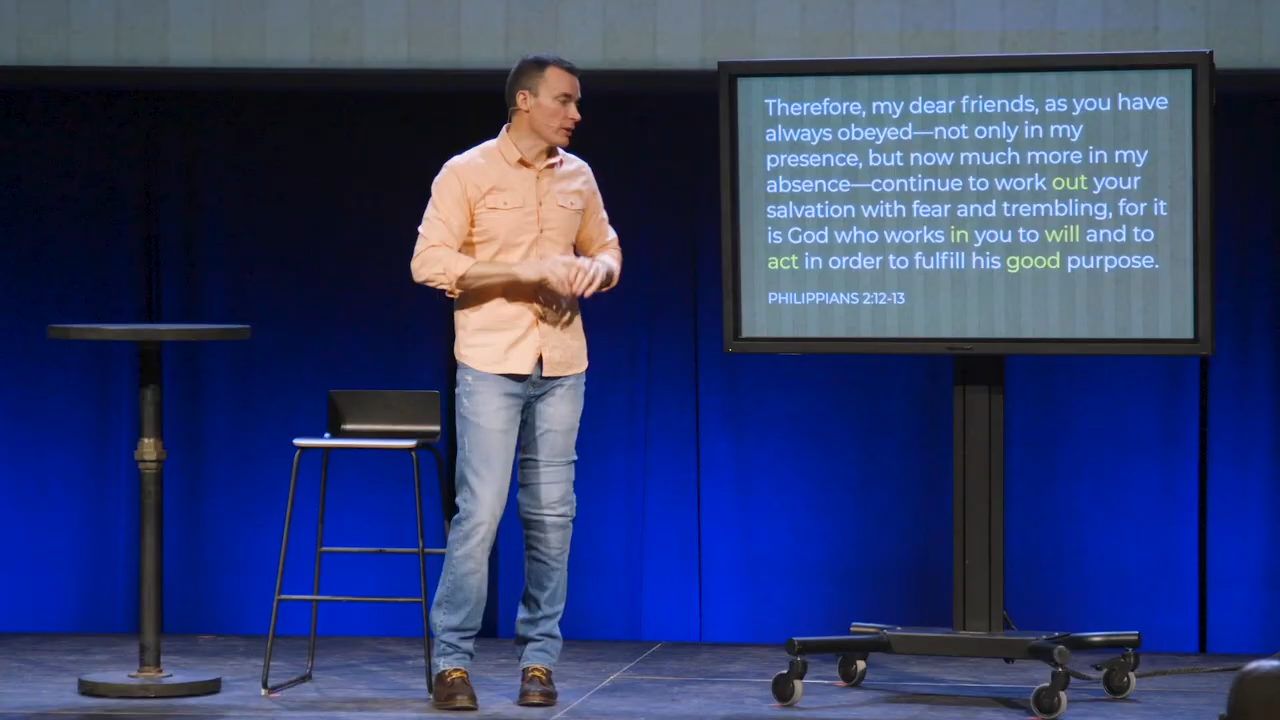 Therefore, my dear friends, as you have
always obeyed—not only in my
presence, but now much more in my
absence—continue to work out your
salvation with fear and trembling, for it
is God who works in you to will and to
act in order to fulfill his good purpose.
PHILIPPIANS 2:12-13